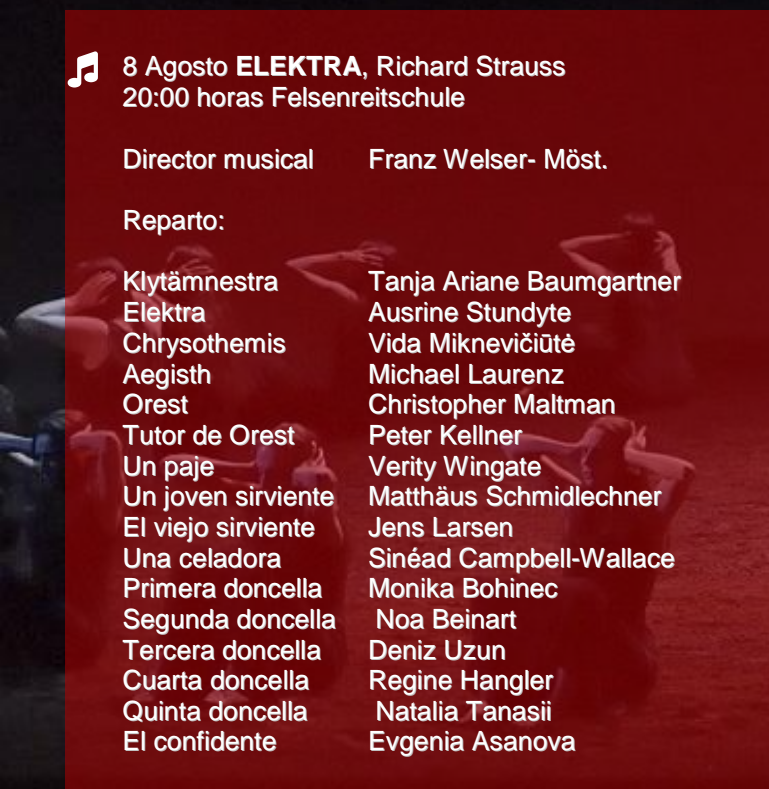 8 Agosto ELEKTRA, Richard Strauss
20:00 horas Felsenreitschule
Director musical Franz Welser- Möst.
Reparto:
Klytämnestra Tanja Ariane Baumgartner
Elektra Ausrine Stundyte
Chrysothemis Vida Miknevičiūtė
Aegisth Michael Laurenz
Orest Christopher Maltman
Tutor de Orest Peter Kellner
Un paje Verity Wingate
Un joven sirviente Matthäus Schmidlechner
El viejo sirviente Jens Larsen
Una celadora Sinéad Campbell-Wallace
Primera doncella Monika Bohinec
Segunda doncella Noa Beinart
Tercera doncella Deniz Uzun
Cuarta doncella Regine Hangler
Quinta doncella Natalia Tanasii
El confidente Evgenia Asanova